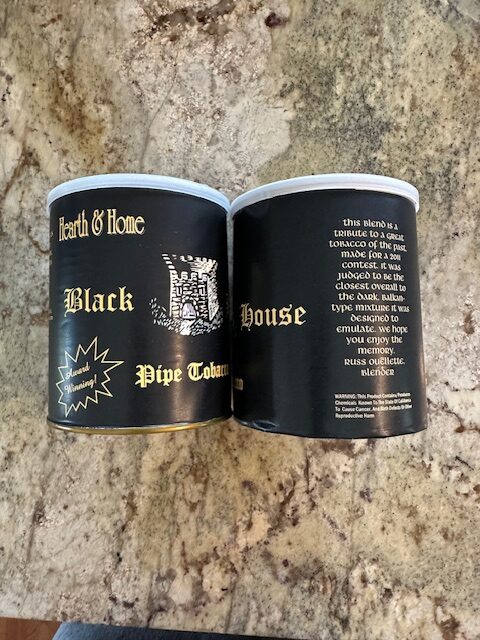 Hearth & Home
Black
Award
Winning!
Pipe Tobacc
House
this blend is a
tribute to a great
tobacco of the past,
made for a 2011
contest. it was
judged to be the
closest overall to
the dark, Balkan-
type mixture it was
designed to
emulate. we hope
you enjoy the
memory.
Russ Ouellette,
Blender
WARNING: This Product Contains/Produces
Chemicals Known To The State Of California
To Cause Cancer, And Birth Defects Or Other
Reproductive Harm